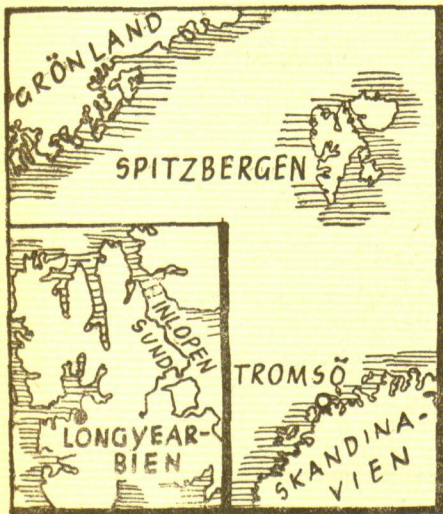 GRÖNLAND
SPITZBERGEN
HINLOPEN
SUND
LONGYEAR-
BIEN
TROMSÖ
SKANDINA-
VIEN